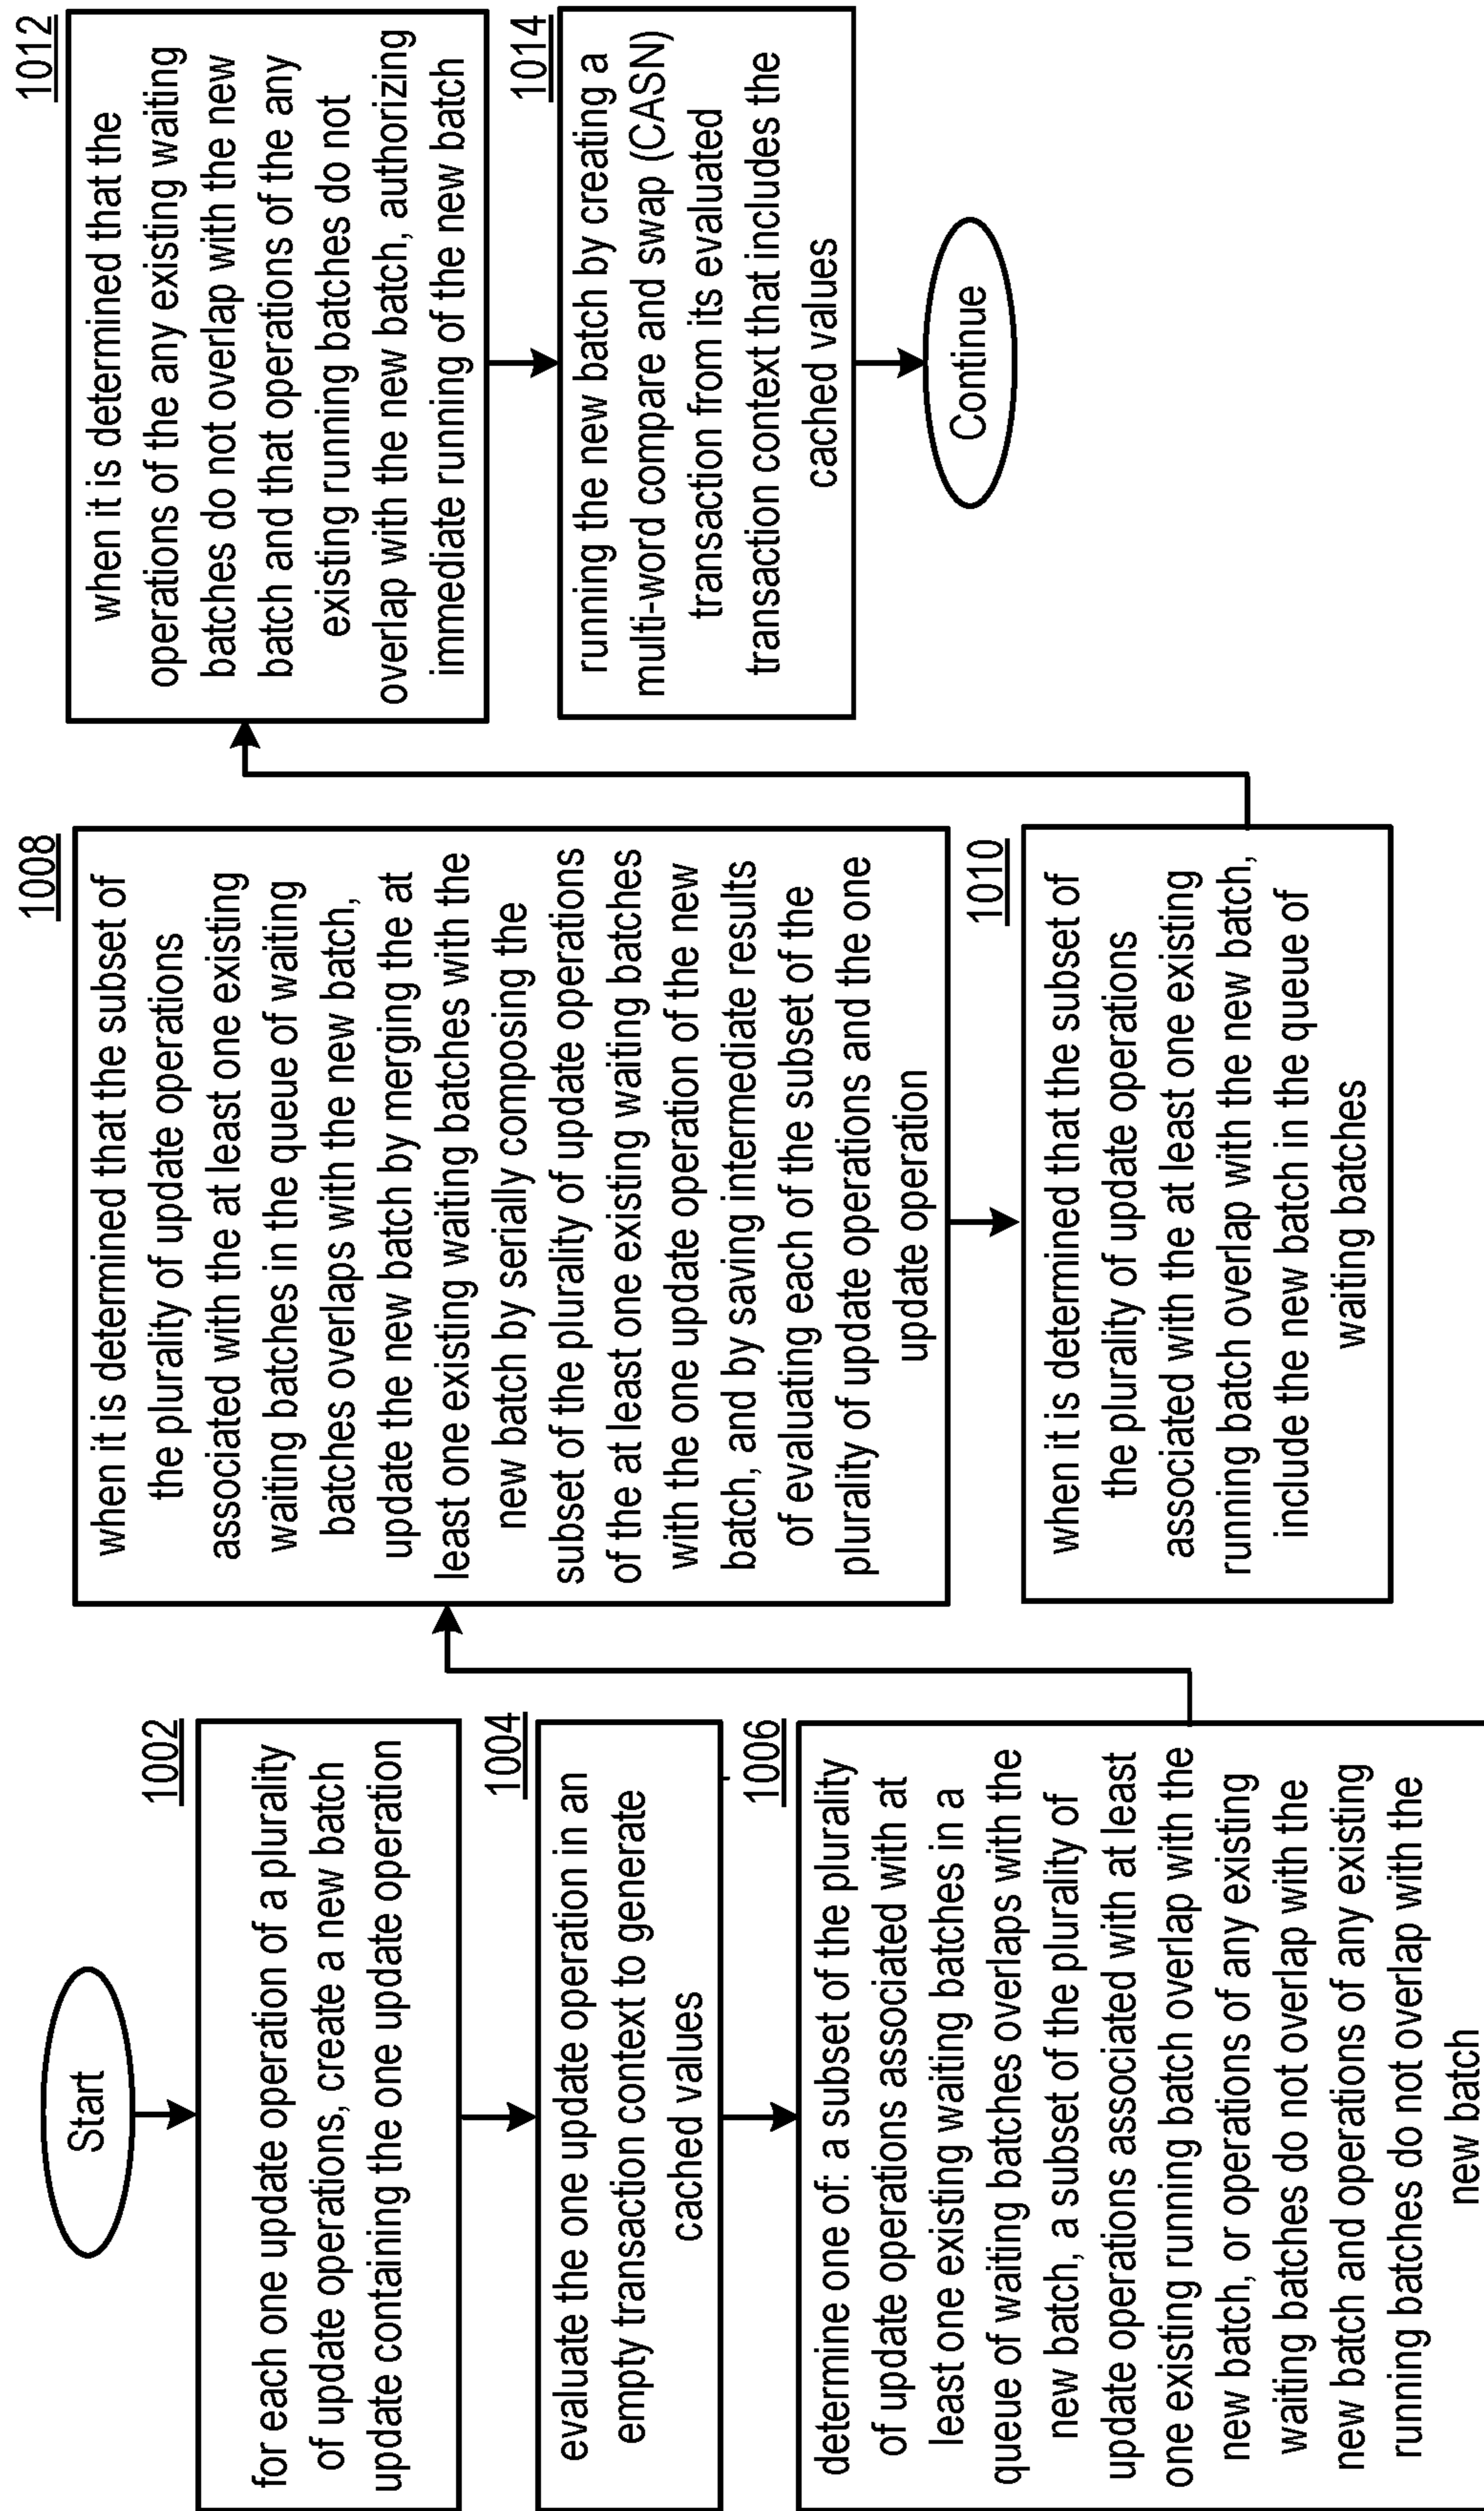 Start
1002
for each one update operation of a plurality
of update operations, create a new batch
update containing the one update operation
1004
evaluate the one update operation in an
empty transaction context to generate
cached values
1006
determine one of: a subset of the plurality
of update operations associated with at
least one existing waiting batches in a
queue of waiting batches overlaps with the
new batch, a subset of the plurality of
update operations associated with at least
one existing running batch overlap with the
new batch, or operations of any existing
waiting batches do not overlap with the
new batch and operations of any existing
running batches do not overlap with the
new batch
1008
when it is determined that the subset of
the plurality of update operations
associated with the at least one existing
waiting batches in the queue of waiting
batches overlaps with the new batch,
update the new batch by merging the at
least one existing waiting batches with the
new batch by serially composing the
subset of the plurality of update operations
of the at least one existing waiting batches
with the one update operation of the new
batch, and by saving intermediate results
of evaluating each of the subset of the
plurality of update operations and the one
update operation
1010
when it is determined that the subset of
the plurality of update operations
associated with the at least one existing
running batch overlap with the new batch,
include the new batch in the queue of
waiting batches
1012
when it is determined that the
operations of the any existing waiting
batches do not overlap with the new
batch and that operations of the any
existing running batches do not
overlap with the new batch, authorizing
immediate running of the new batch
1014
running the new batch by creating a
multi-word compare and swap (CASN)
transaction from its evaluated
transaction context that includes the
cached values
Continue